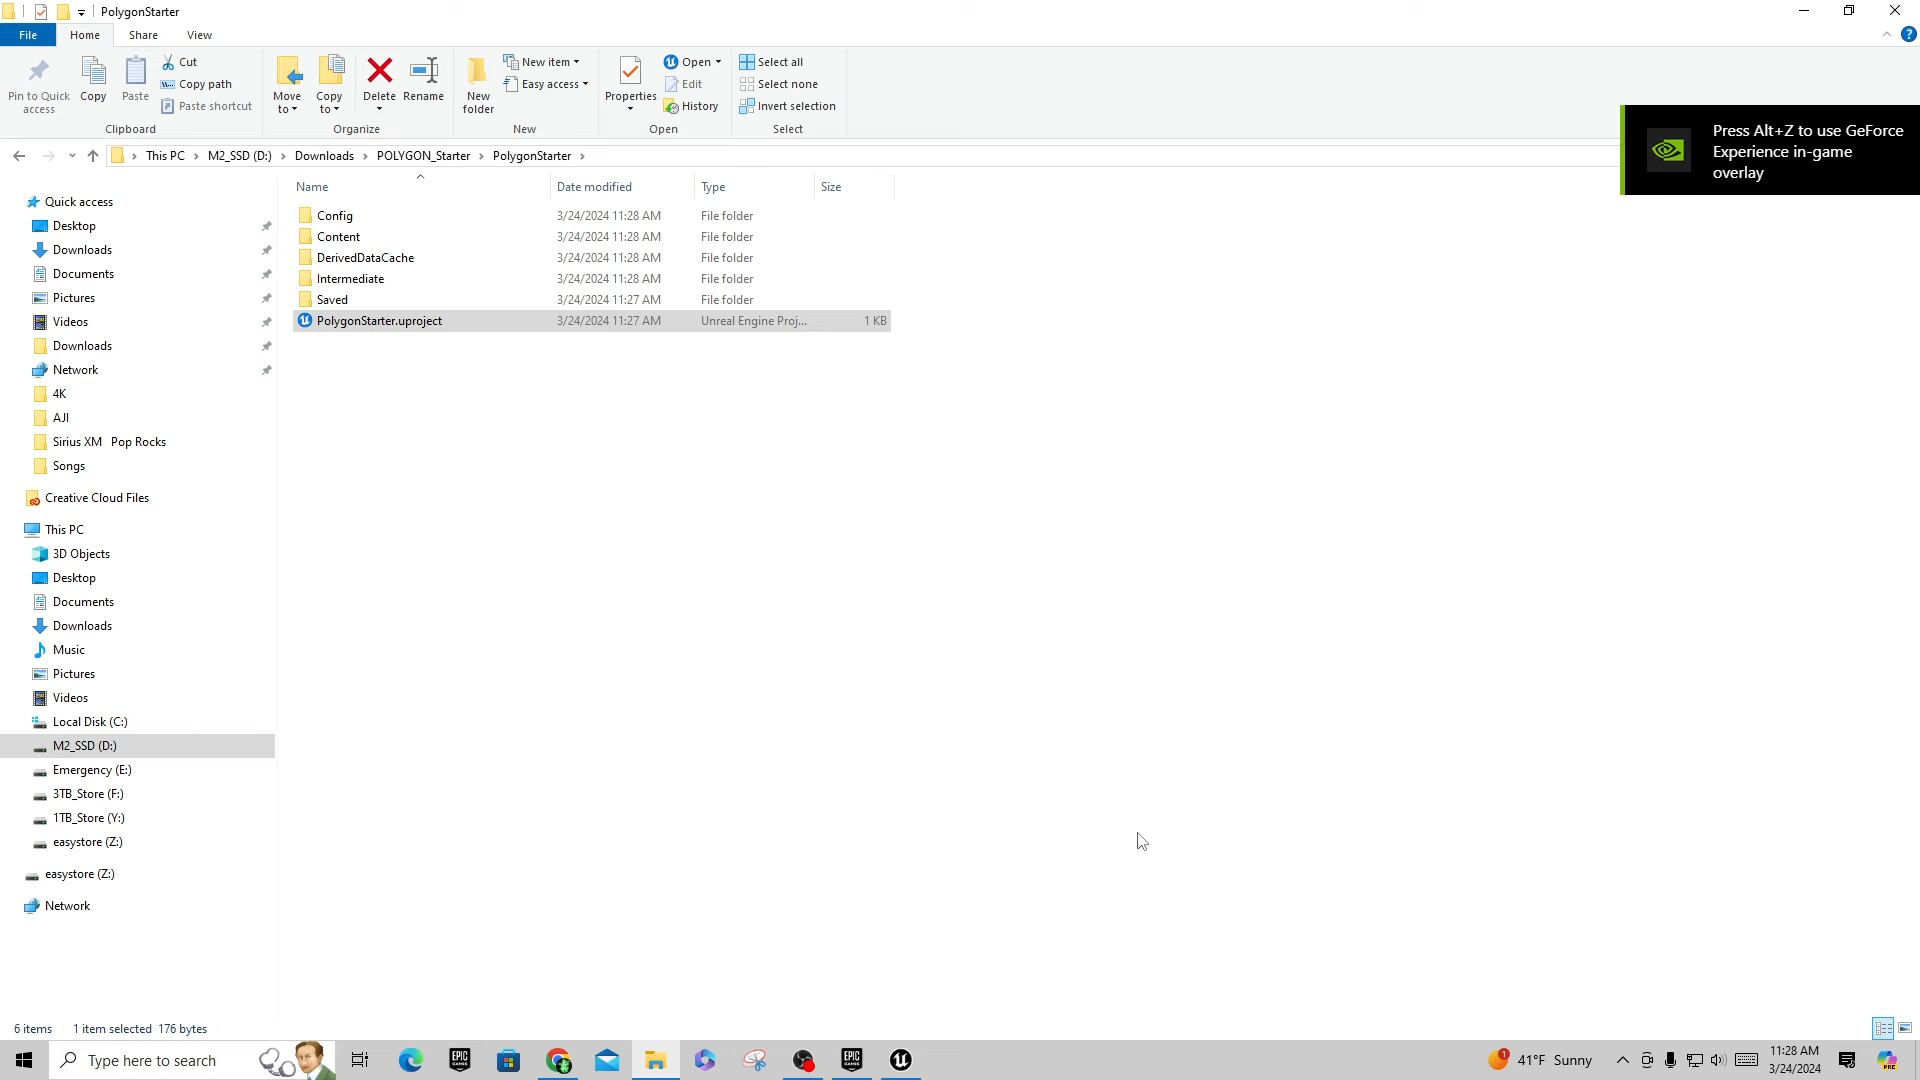 PolygonStarter
File
Home
Share
View
Pin to Quick access
Copy
Paste
Cut
Copy path
Paste shortcut
Clipboard
Move to
Copy to
Delete
Rename
Organize
New folder
New item
Easy access
New
Properties
Open
Edit
History
Open
Select all
Select none
Invert selection
Select
Press Alt+Z to use GeForce
Experience in-game
overlay
This PC > M2_SSD (D:) > Downloads > POLYGON_Starter > PolygonStarter >
Name Date modified Type Size
Config 3/24/2024 11:28 AM File folder
Content 3/24/2024 11:28 AM File folder
DerivedDataCache 3/24/2024 11:28 AM File folder
Intermediate 3/24/2024 11:28 AM File folder
Saved 3/24/2024 11:27 AM File folder
PolygonStarter.uproject 3/24/2024 11:27 AM Unreal Engine Proj... 1 KB
Quick access
Desktop
Downloads
Documents
Pictures
Videos
Downloads
Network
4K
AJI
Sirius XM Pop Rocks
Songs
Creative Cloud Files
This PC
3D Objects
Desktop
Documents
Downloads
Music
Pictures
Videos
Local Disk (C:)
M2_SSD (D:)
Emergency (E:)
3TB_Store (F:)
1TB_Store (Y:)
easystore (Z:)
easystore (Z:)
Network
6 items 1 item selected 176 bytes
Type here to search
EPIC GAMES
EPIC GAMES
1
41°F Sunny
11:28 AM
3/24/2024
PRE